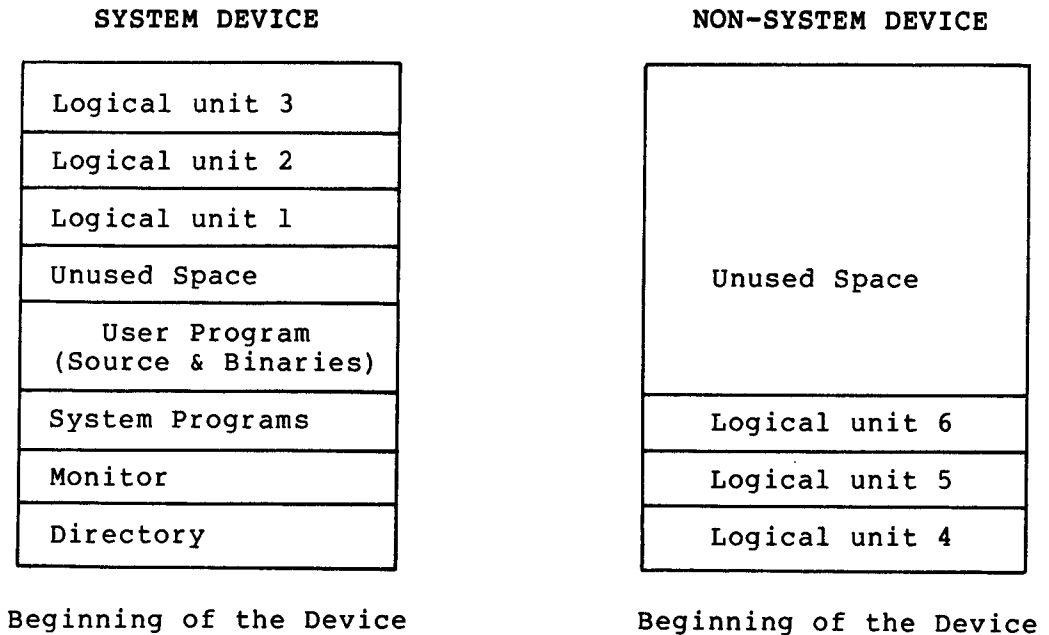 SYSTEM DEVICE
Logical unit 3
Logical unit 2
Logical unit 1
Unused Space
User Program
(Source & Binaries)
System Programs
Monitor
Directory
Beginning of the Device
NON-SYSTEM DEVICE
Unused Space
Logical unit 6
Logical unit 5
Logical unit 4
Beginning of the Device